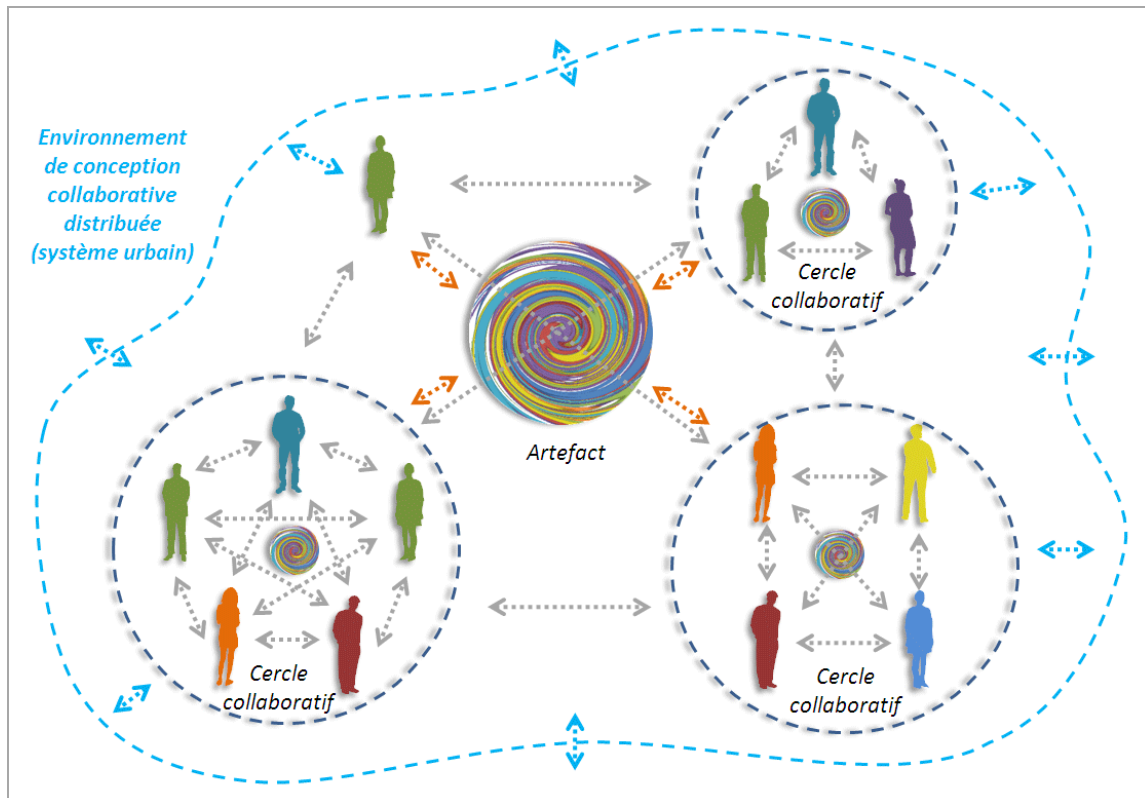 Environnement
de conception
collaborative
distribuée
(système urbain)
Cercle
collaboratif
Artefact
Cercle
collaboratif
Cercle
collaboratif